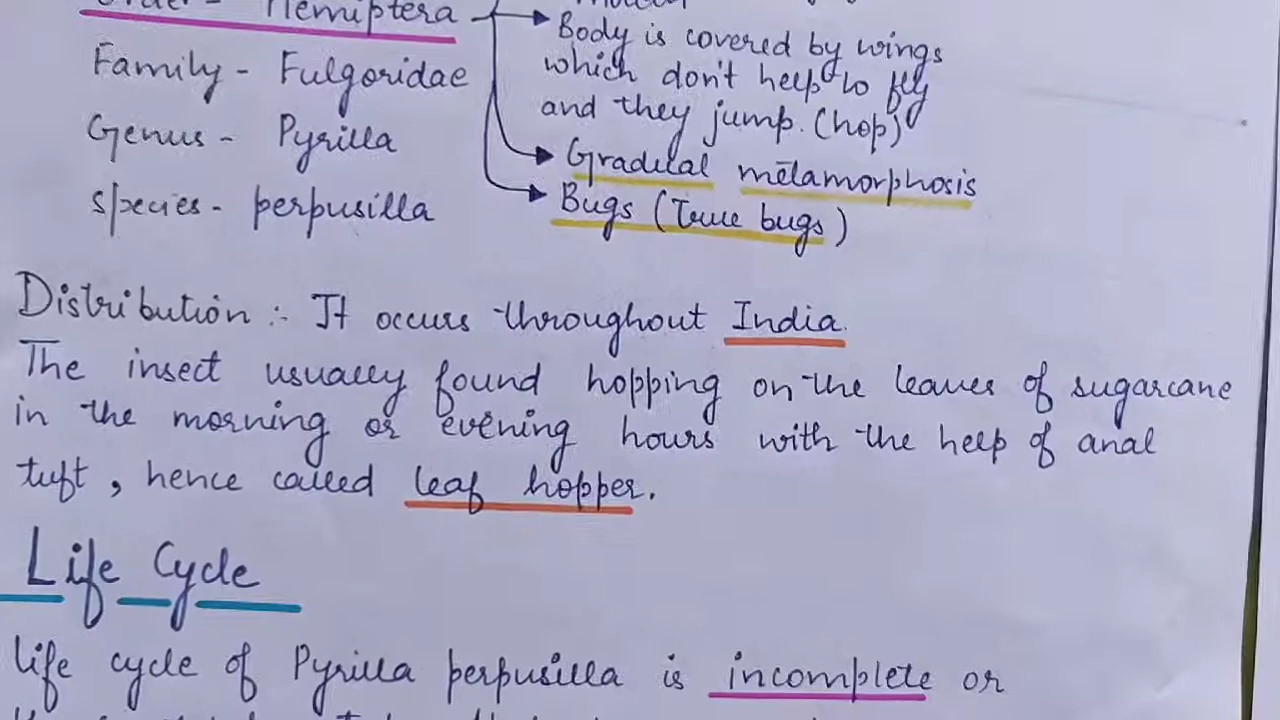 Order - Hemiptera
Body is covered by wings
which don't help to fly
and they jump. (hop)
Gradual metamorphosis
Bugs (True bugs)
Family - Fulgoridae
Genus - Pyrilla
Species - perpusilla
Distribution :- It occurs throughout India.
The insect usually found hopping on the leaves of sugarcane
in the morning or evening hours with the help of anal
tuft, hence called leaf hopper.
Life Cycle
life cycle of Pyrilla perpusilla is incomplete or